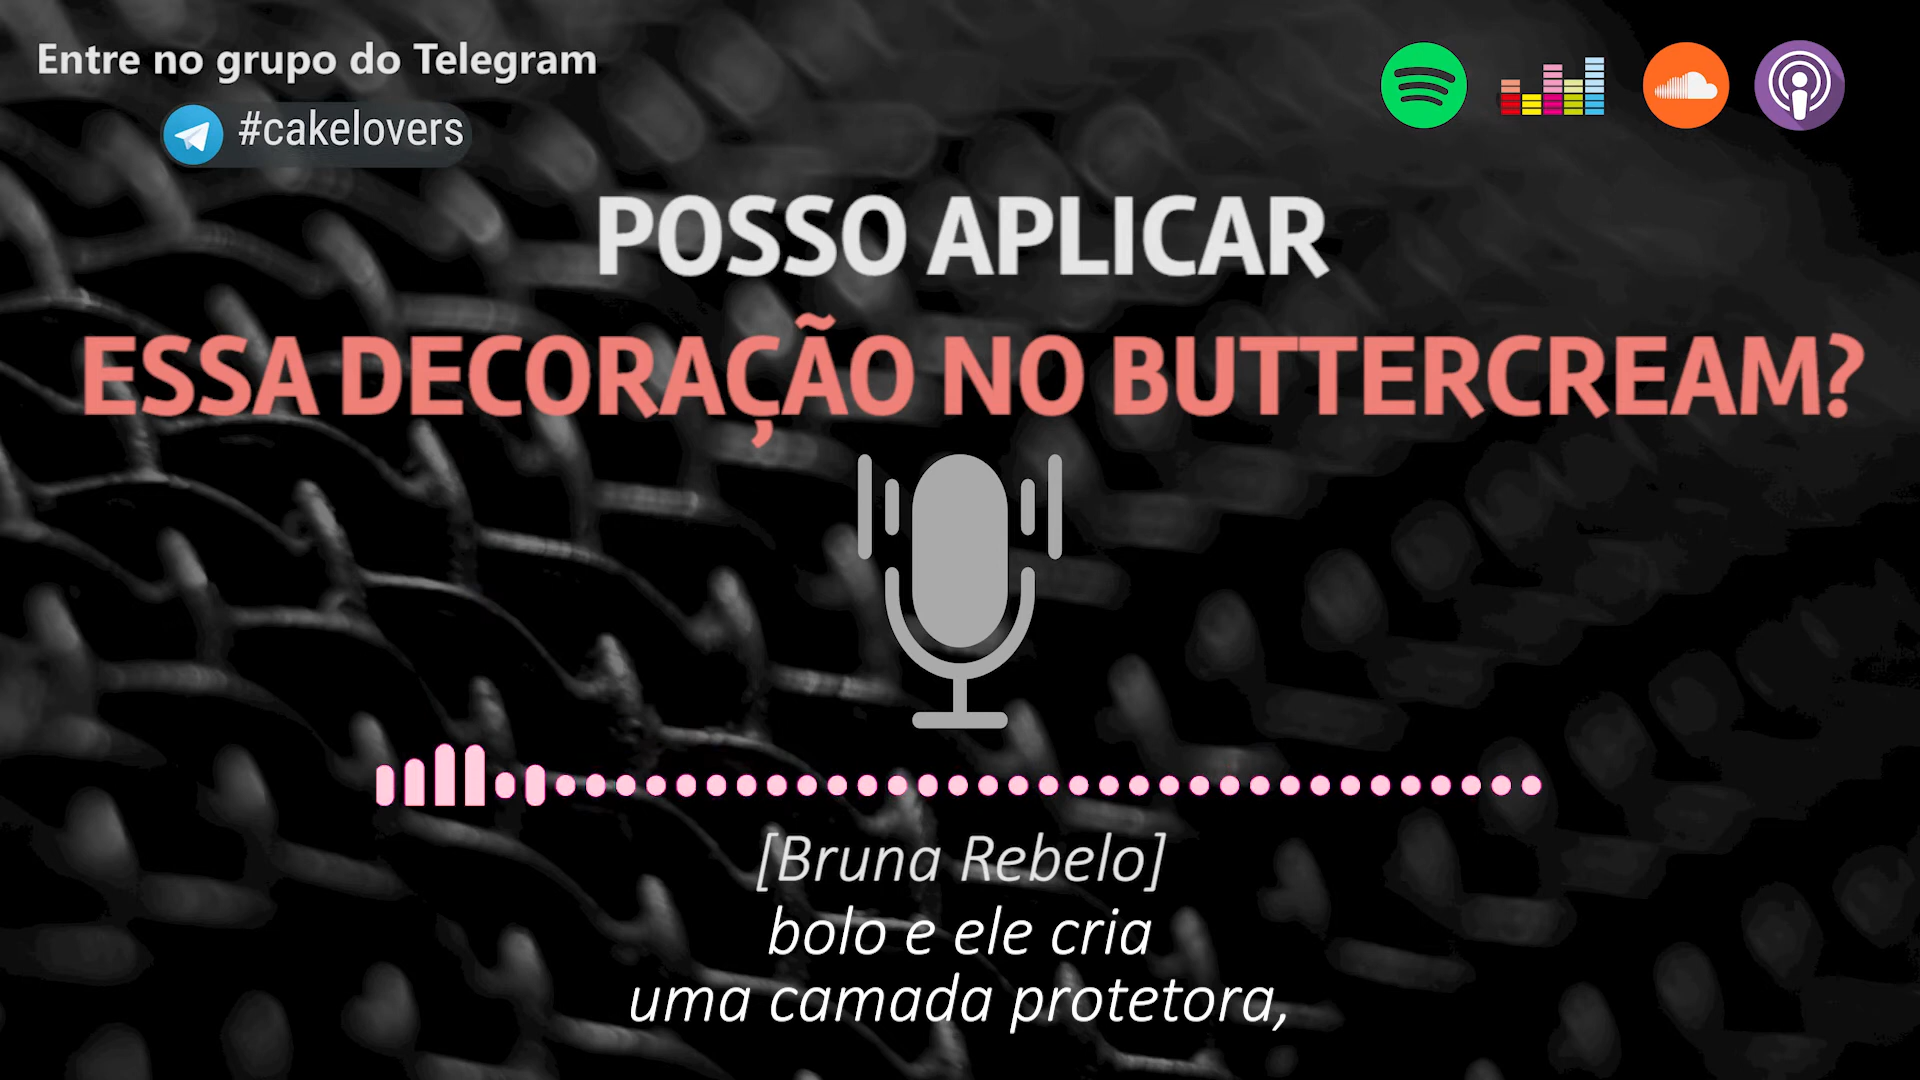 Entre no grupo do Telegram
#cakelovers
POSSO APLICAR
ESSA DECORAÇÃO NO BUTTERCREAM?
[Bruna Rebelo]
bolo e ele cria
uma camada protetora,